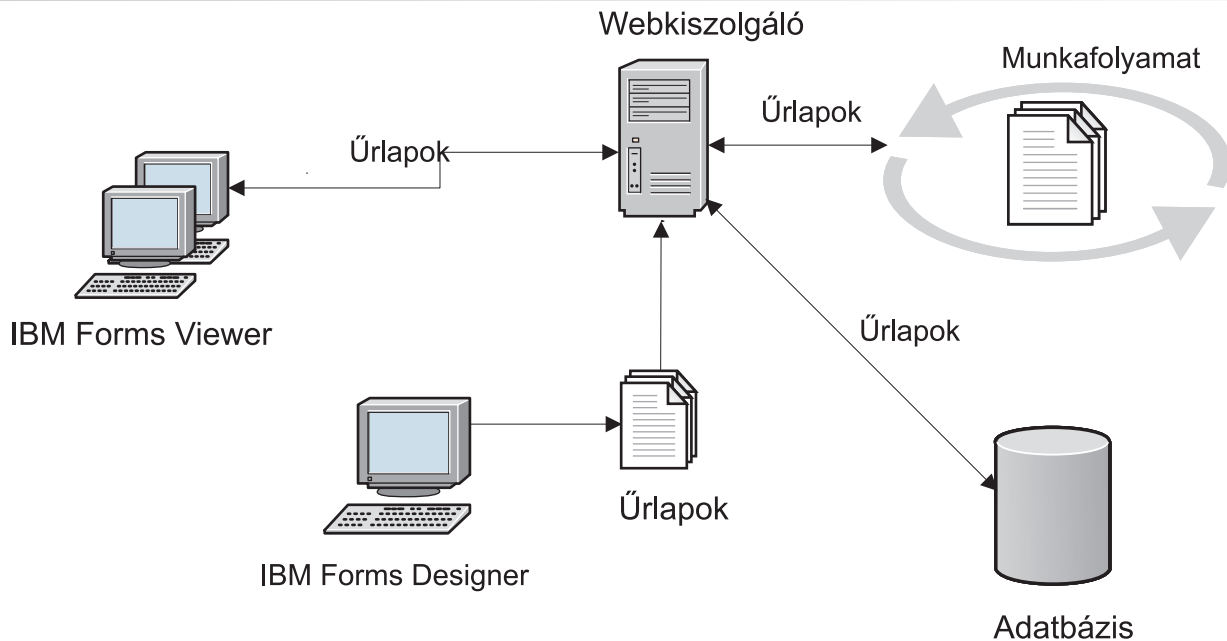 Webkiszolgáló
Munkafolyamat
Űrlapok
Űrlapok
IBM Forms Viewer
Űrlapok
Űrlapok
IBM Forms Designer
Adatbázis